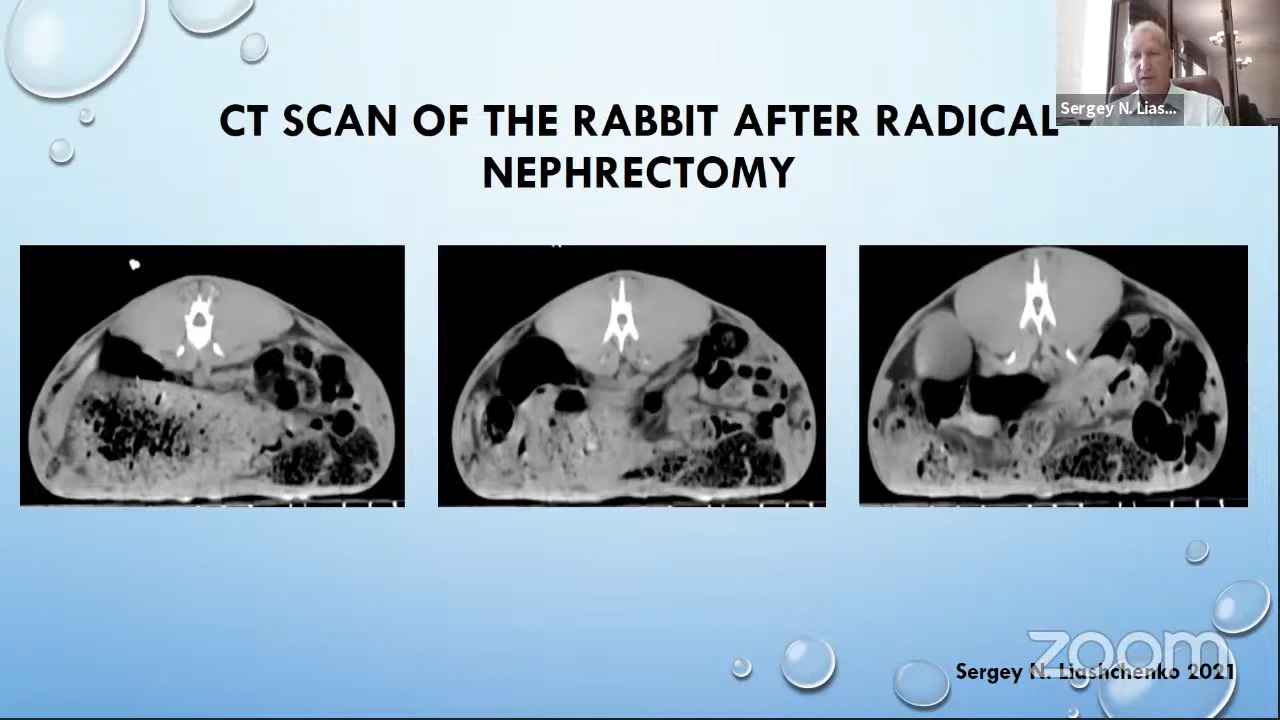 Sergey N. Lias...
CT SCAN OF THE RABBIT AFTER RADICAL
NEPHRECTOMY
zoom
Sergey N. Liashchenko 2021